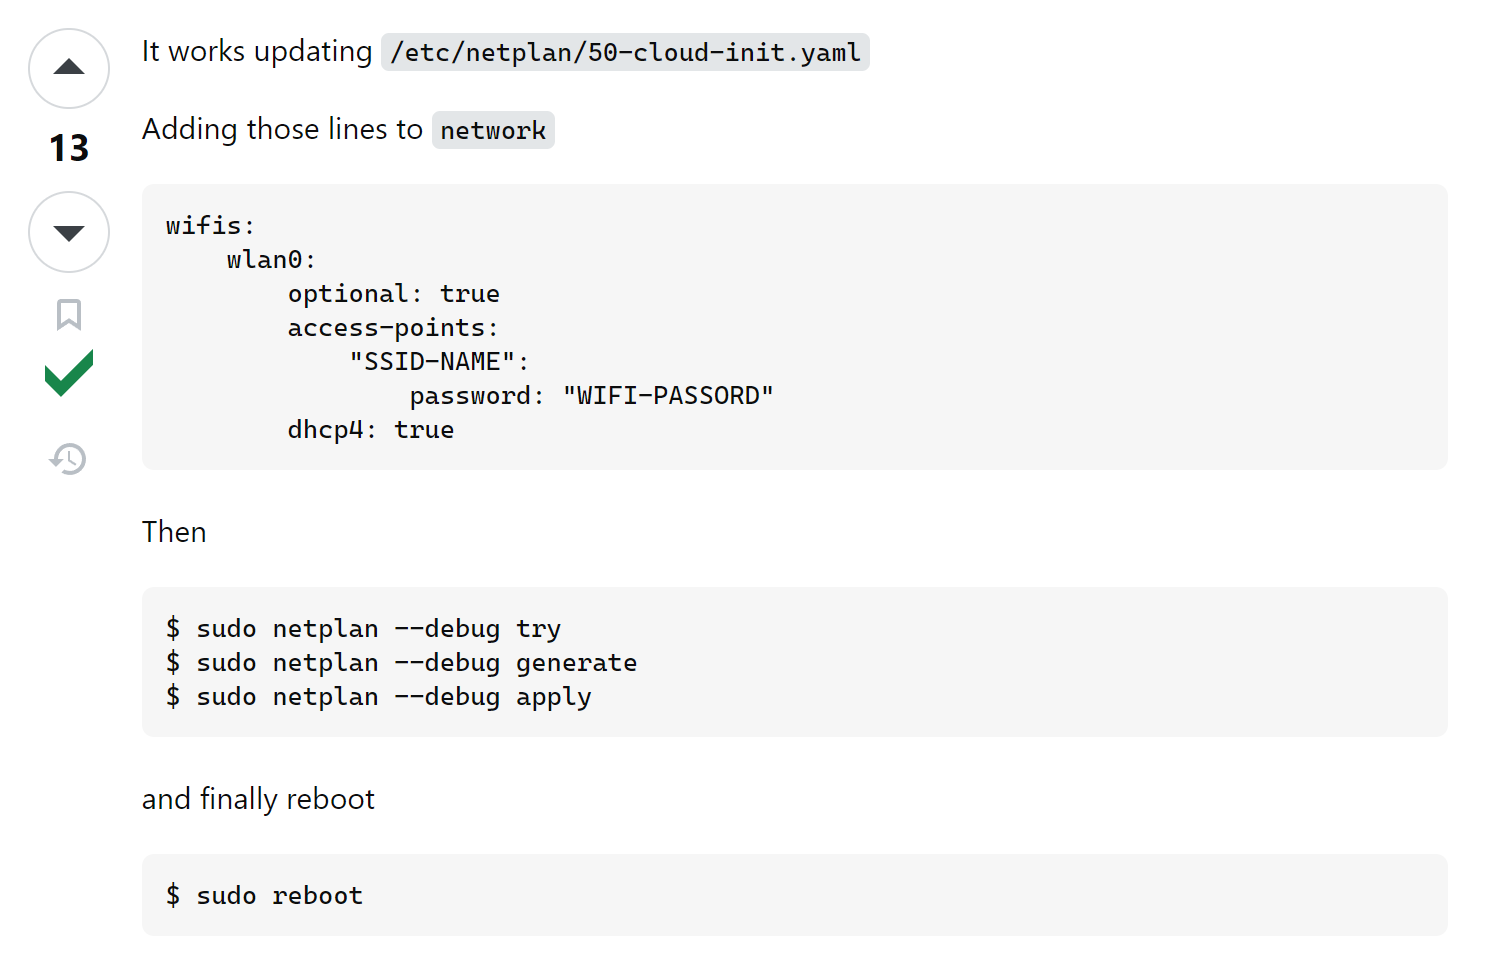 It works updating /etc/netplan/50-cloud-init.yaml
13
Adding those lines to network
wifis:
    wlan0:
        optional: true
        access-points:
            "SSID-NAME":
                password: "WIFI-PASSORD"
        dhcp4: true
Then
$ sudo netplan --debug try
$ sudo netplan --debug generate
$ sudo netplan --debug apply
and finally reboot
$ sudo reboot